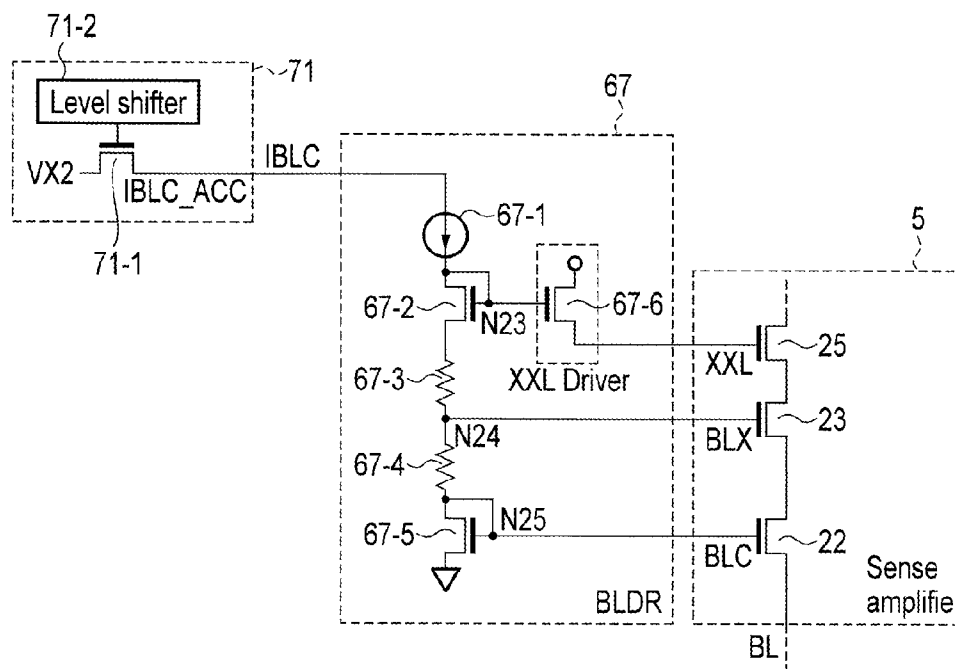 71-2
71
Level shifter
VX2
IBLC_ACC
IBLC
71-1
67
67-1
67-2
N23
67-6
XXL Driver
67-3
N24
67-4
67-5
N25
BLDR
5
XXL
25
BLX
23
BLC
22
Sense
amplifie
BL